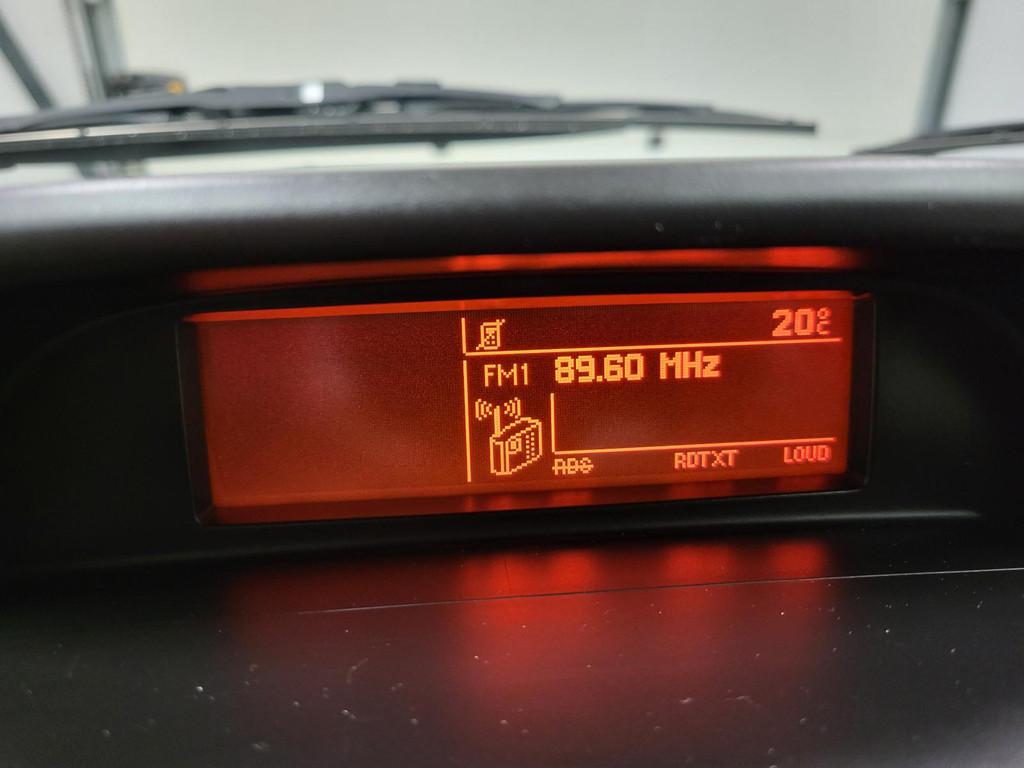 20°C
FM1 89.60 MHz
RDS RDTXT LOUD